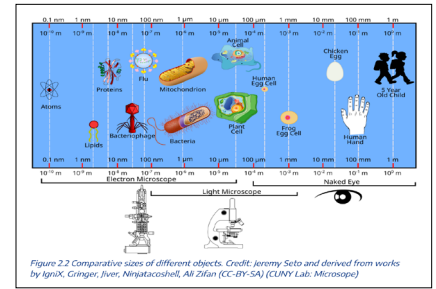 0.1 nm 1 nm 10 nm 100 nm 1 µm 10 µm 100 µm 1 mm 10 mm 100 mm 1 m
10⁻¹⁰ m 10⁻⁹ m 10⁻⁸ m 10⁻⁷ m 10⁻⁶ m 10⁻⁵ m 10⁻⁴ m 10⁻³ m 10⁻² m 10⁻¹ m 10⁰ m
Animal
Cell
Chicken
Egg
Flu
Proteins
Mitochondrion
Human
Egg Cell
5 Year
Old Child
Atoms
Lipids
Bacteriophage
Bacteria
Plant
Cell
Frog
Egg Cell
Human
Hand
10⁻¹⁰ m 10⁻⁹ m 10⁻⁸ m 10⁻⁷ m 10⁻⁶ m 10⁻⁵ m 10⁻⁴ m 10⁻³ m 10⁻² m 10⁻¹ m 10⁰ m
0.1 nm 1 nm 10 nm 100 nm 1 µm 10 µm 100 µm 1 mm 10 mm 100 mm 1 m
Electron Microscope
Naked Eye
Light Microscope
Figure 2.2 Comparative sizes of different objects. Credit: Jeremy Seto and derived from works
by IgniX, Gringer, Jiver, Ninjatacoshell, Ali Zifan (CC-BY-SA) (CUNY Lab: Microsope)